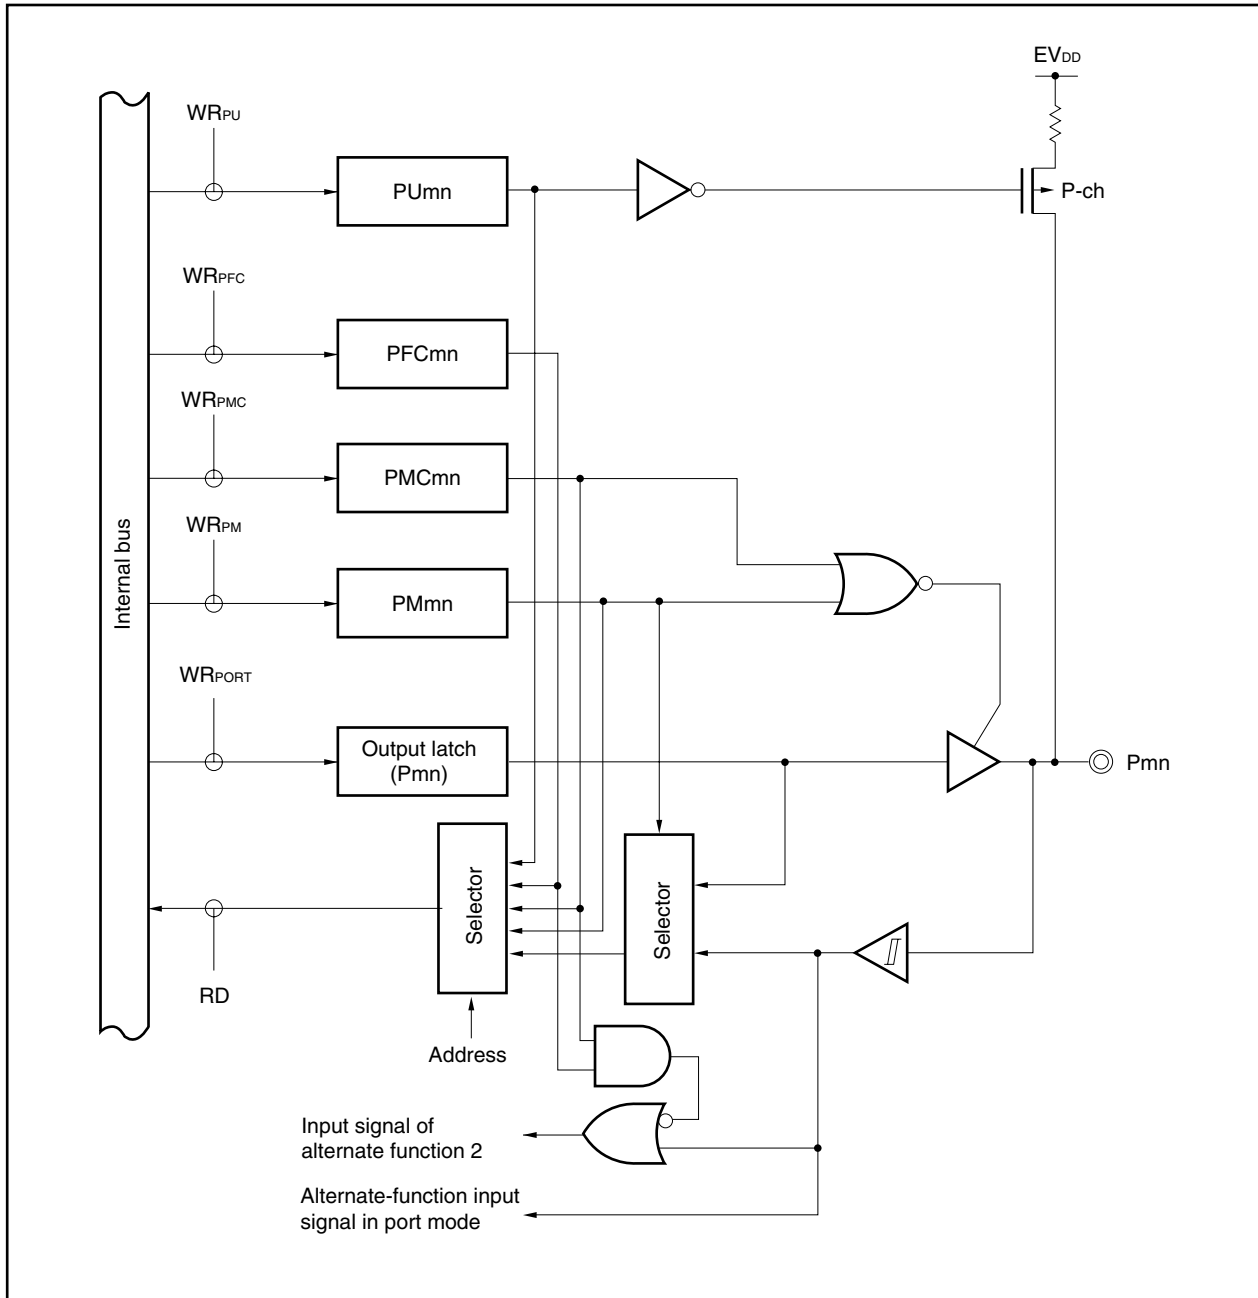 EVDD
WRPU
PUmn
P-ch
WRPFC
PFCmn
WRPMC
PMCmn
WRPM
PMmn
Internal bus
WRPORT
Output latch
(Pmn)
Pmn
Selector
Selector
RD
Address
Input signal of
alternate function 2
Alternate-function input
signal in port mode